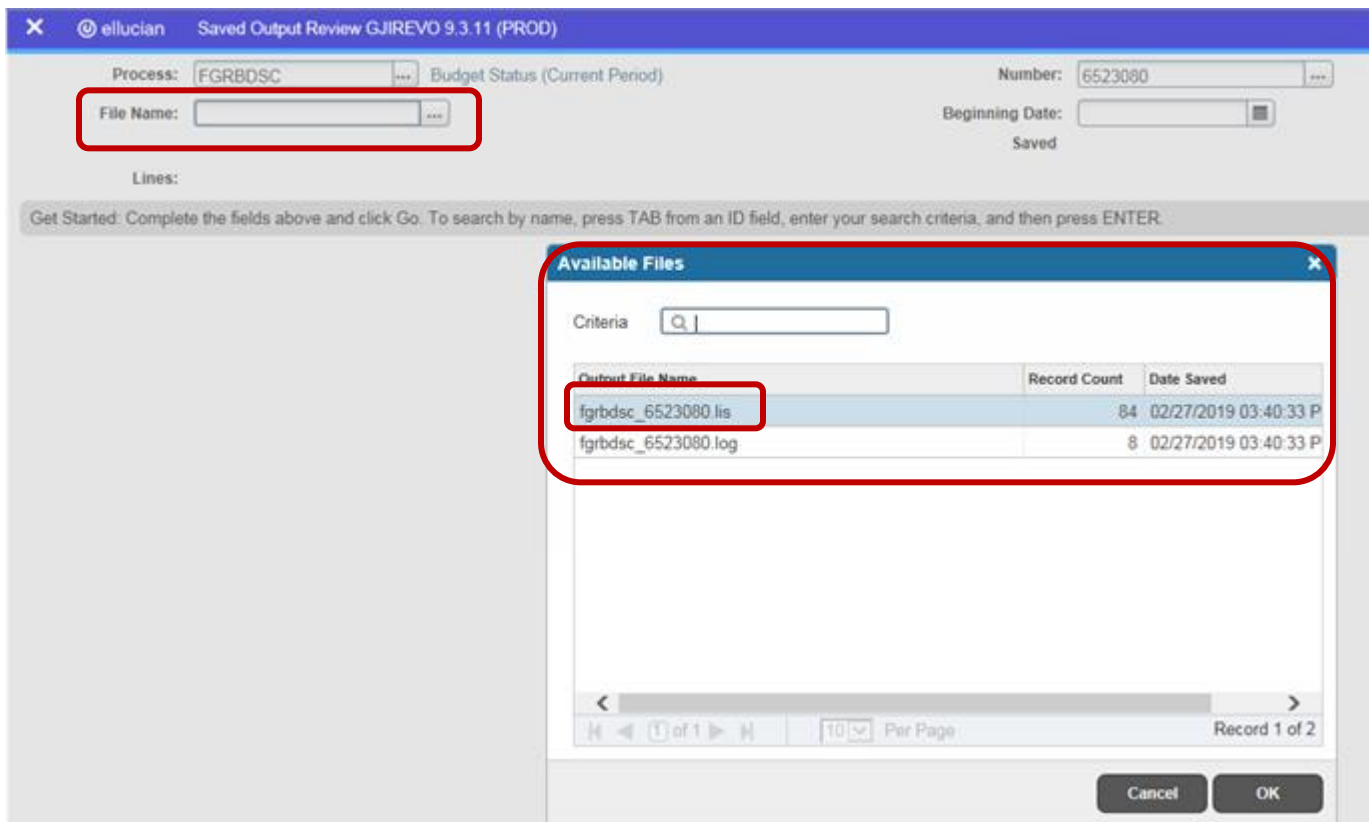 ellucian Saved Output Review GJIREVO 9.3.11 (PROD)
Process: FGRBDSC ... Budget Status (Current Period) Number: 6523080 ...
File Name: ... Beginning Date:
Saved
Lines:
Get Started: Complete the fields above and click Go. To search by name, press TAB from an ID field, enter your search criteria, and then press ENTER.
Available Files
Criteria
Output File Name Record Count Date Saved
fgrbdsc_6523080.lis 84 02/27/2019 03:40:33 P
fgrbdsc_6523080.log 8 02/27/2019 03:40:33 P
1 of 1 10 Per Page Record 1 of 2
Cancel OK